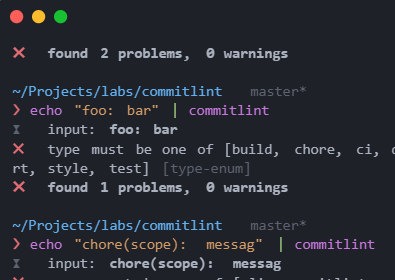 ✖ found 2 problems, 0 warnings
~/Projects/labs/commitlint master*
❯ echo "foo: bar" | commitlint
⧗ input: foo: bar
✖ type must be one of [build, chore, ci,
rt, style, test] [type-enum]
✖ found 1 problems, 0 warnings
~/Projects/labs/commitlint master*
❯ echo "chore(scope): messag" | commitlint
⧗ input: chore(scope): messag